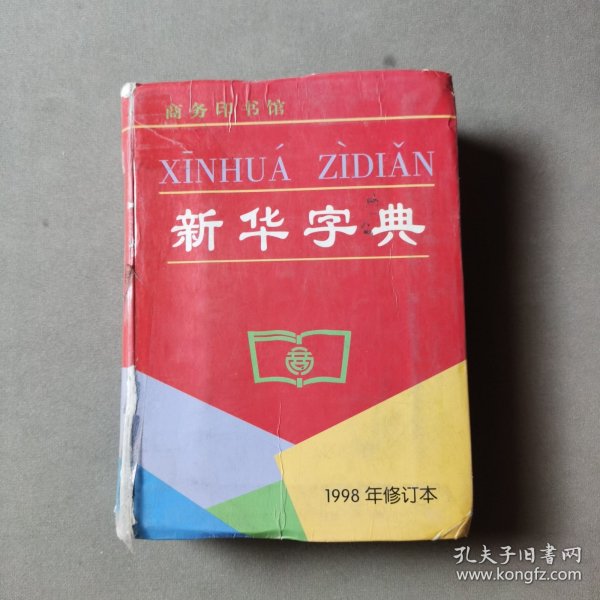 商务印书馆
XĪNHUÁ ZÌDIǍN
新华字典
1998年修订本
孔夫子旧书网
www.kongfz.com